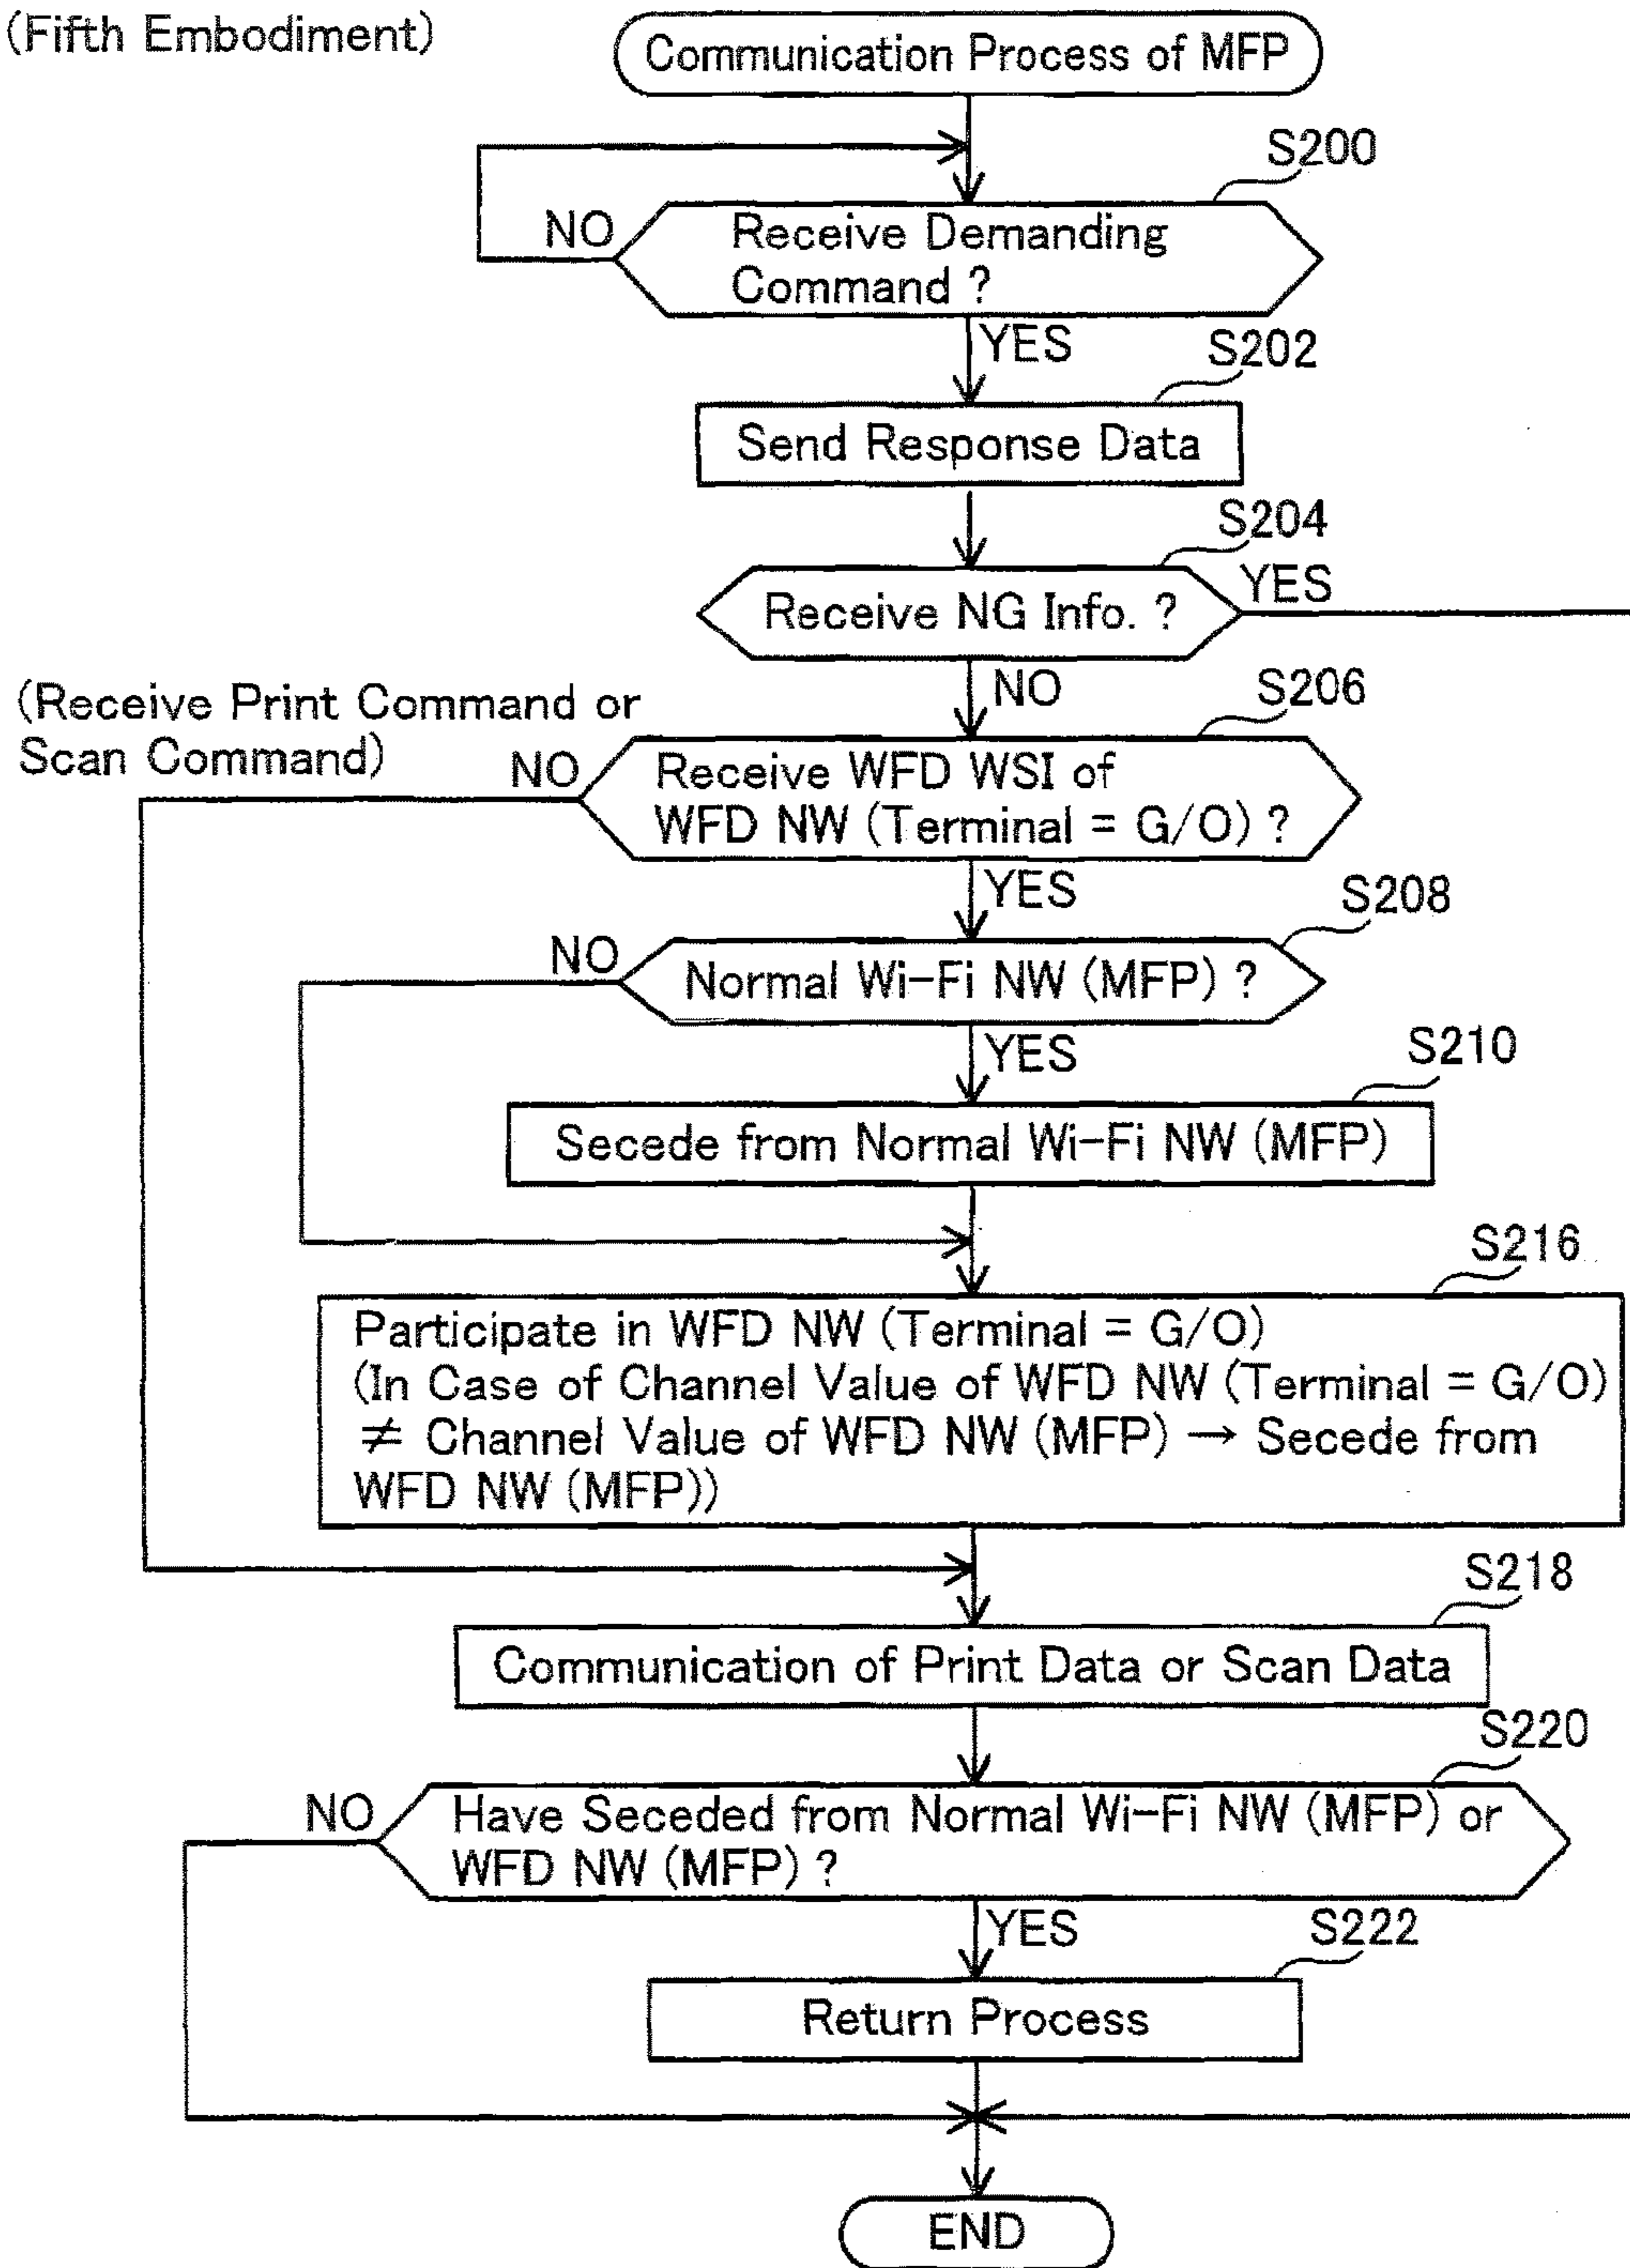 (Fifth Embodiment)
Communication Process of MFP
S200
NO
Receive Demanding
Command ?
YES
S202
Send Response Data
S204
Receive NG Info. ?
YES
NO
(Receive Print Command or
Scan Command)
S206
NO
Receive WFD WSI of
WFD NW (Terminal = G/O) ?
YES
S208
NO
Normal Wi-Fi NW (MFP) ?
YES
S210
Secede from Normal Wi-Fi NW (MFP)
S216
Participate in WFD NW (Terminal = G/O)
(In Case of Channel Value of WFD NW (Terminal = G/O)
≠ Channel Value of WFD NW (MFP) → Secede from
WFD NW (MFP))
S218
Communication of Print Data or Scan Data
S220
NO
Have Seceded from Normal Wi-Fi NW (MFP) or
WFD NW (MFP) ?
YES
S222
Return Process
END